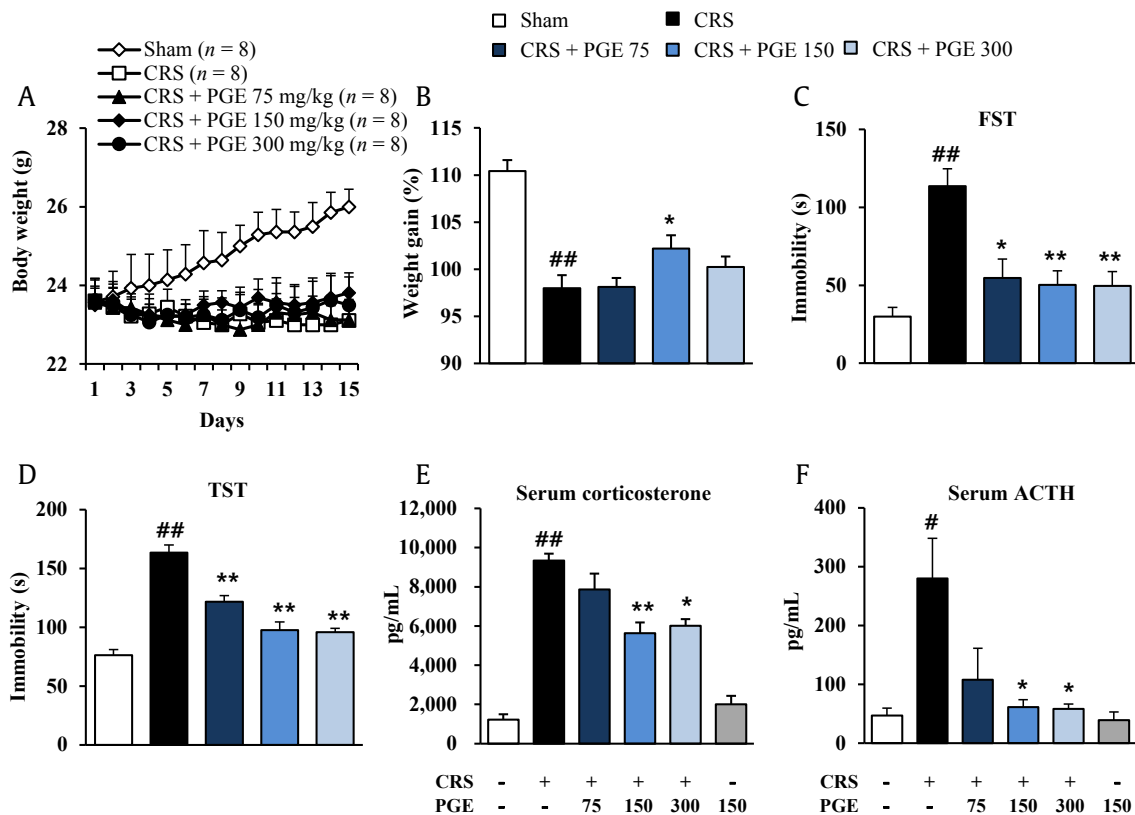 Sham
CRS
CRS + PGE 75
CRS + PGE 150
CRS + PGE 300
Sham (n = 8)
CRS (n = 8)
CRS + PGE 75 mg/kg (n = 8)
CRS + PGE 150 mg/kg (n = 8)
CRS + PGE 300 mg/kg (n = 8)
A
Body weight (g)
28
26
24
23
22
1 3 5 7 9 11 13 15
Days
B
Weight gain (%)
115
110
105
100
95
90
##
*
C
FST
Immobility (s)
150
100
50
0
##
* ** **
D
TST
Immobility (s)
200
150
100
50
0
##
** ** **
E
Serum corticosterone
pg/mL
12,000
10,000
8,000
6,000
4,000
2,000
0
##
** *
CRS - + + + + -
PGE - - 75 150 300 150
F
Serum ACTH
pg/mL
400
300
200
100
0
#
* *
CRS - + + + + -
PGE - - 75 150 300 150